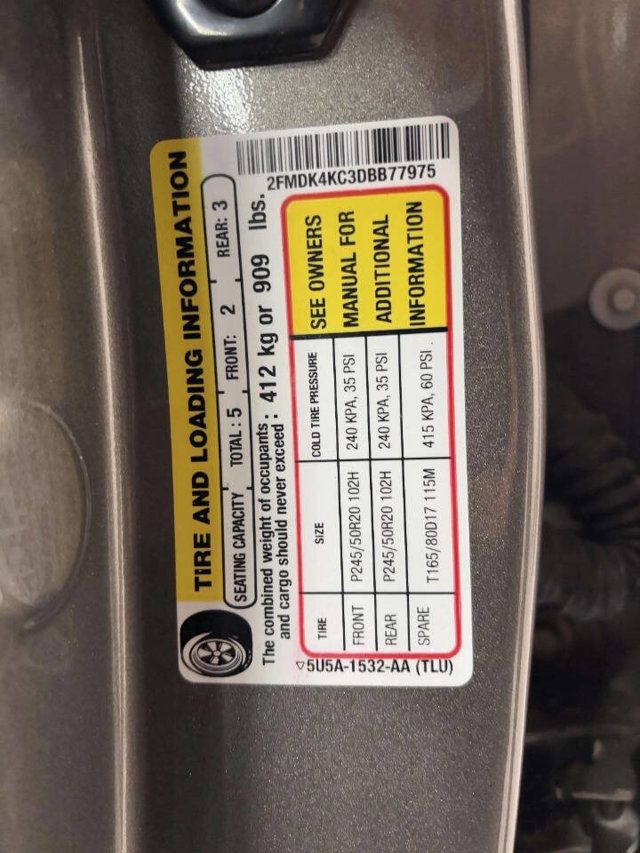 TIRE AND LOADING INFORMATION
SEATING CAPACITY TOTAL : 5 FRONT: 2 REAR: 3
The combined weight of occupants and cargo should never exceed : 412 kg or 909 lbs.
2FMDK4KC3DBB77975
TIRE SIZE COLD TIRE PRESSURE
FRONT P245/50R20 102H 240 KPA, 35 PSI
REAR P245/50R20 102H 240 KPA, 35 PSI
SPARE T165/80D17 115M 415 KPA, 60 PSI
SEE OWNERS
MANUAL FOR
ADDITIONAL
INFORMATION
5U5A-1532-AA (TLU)